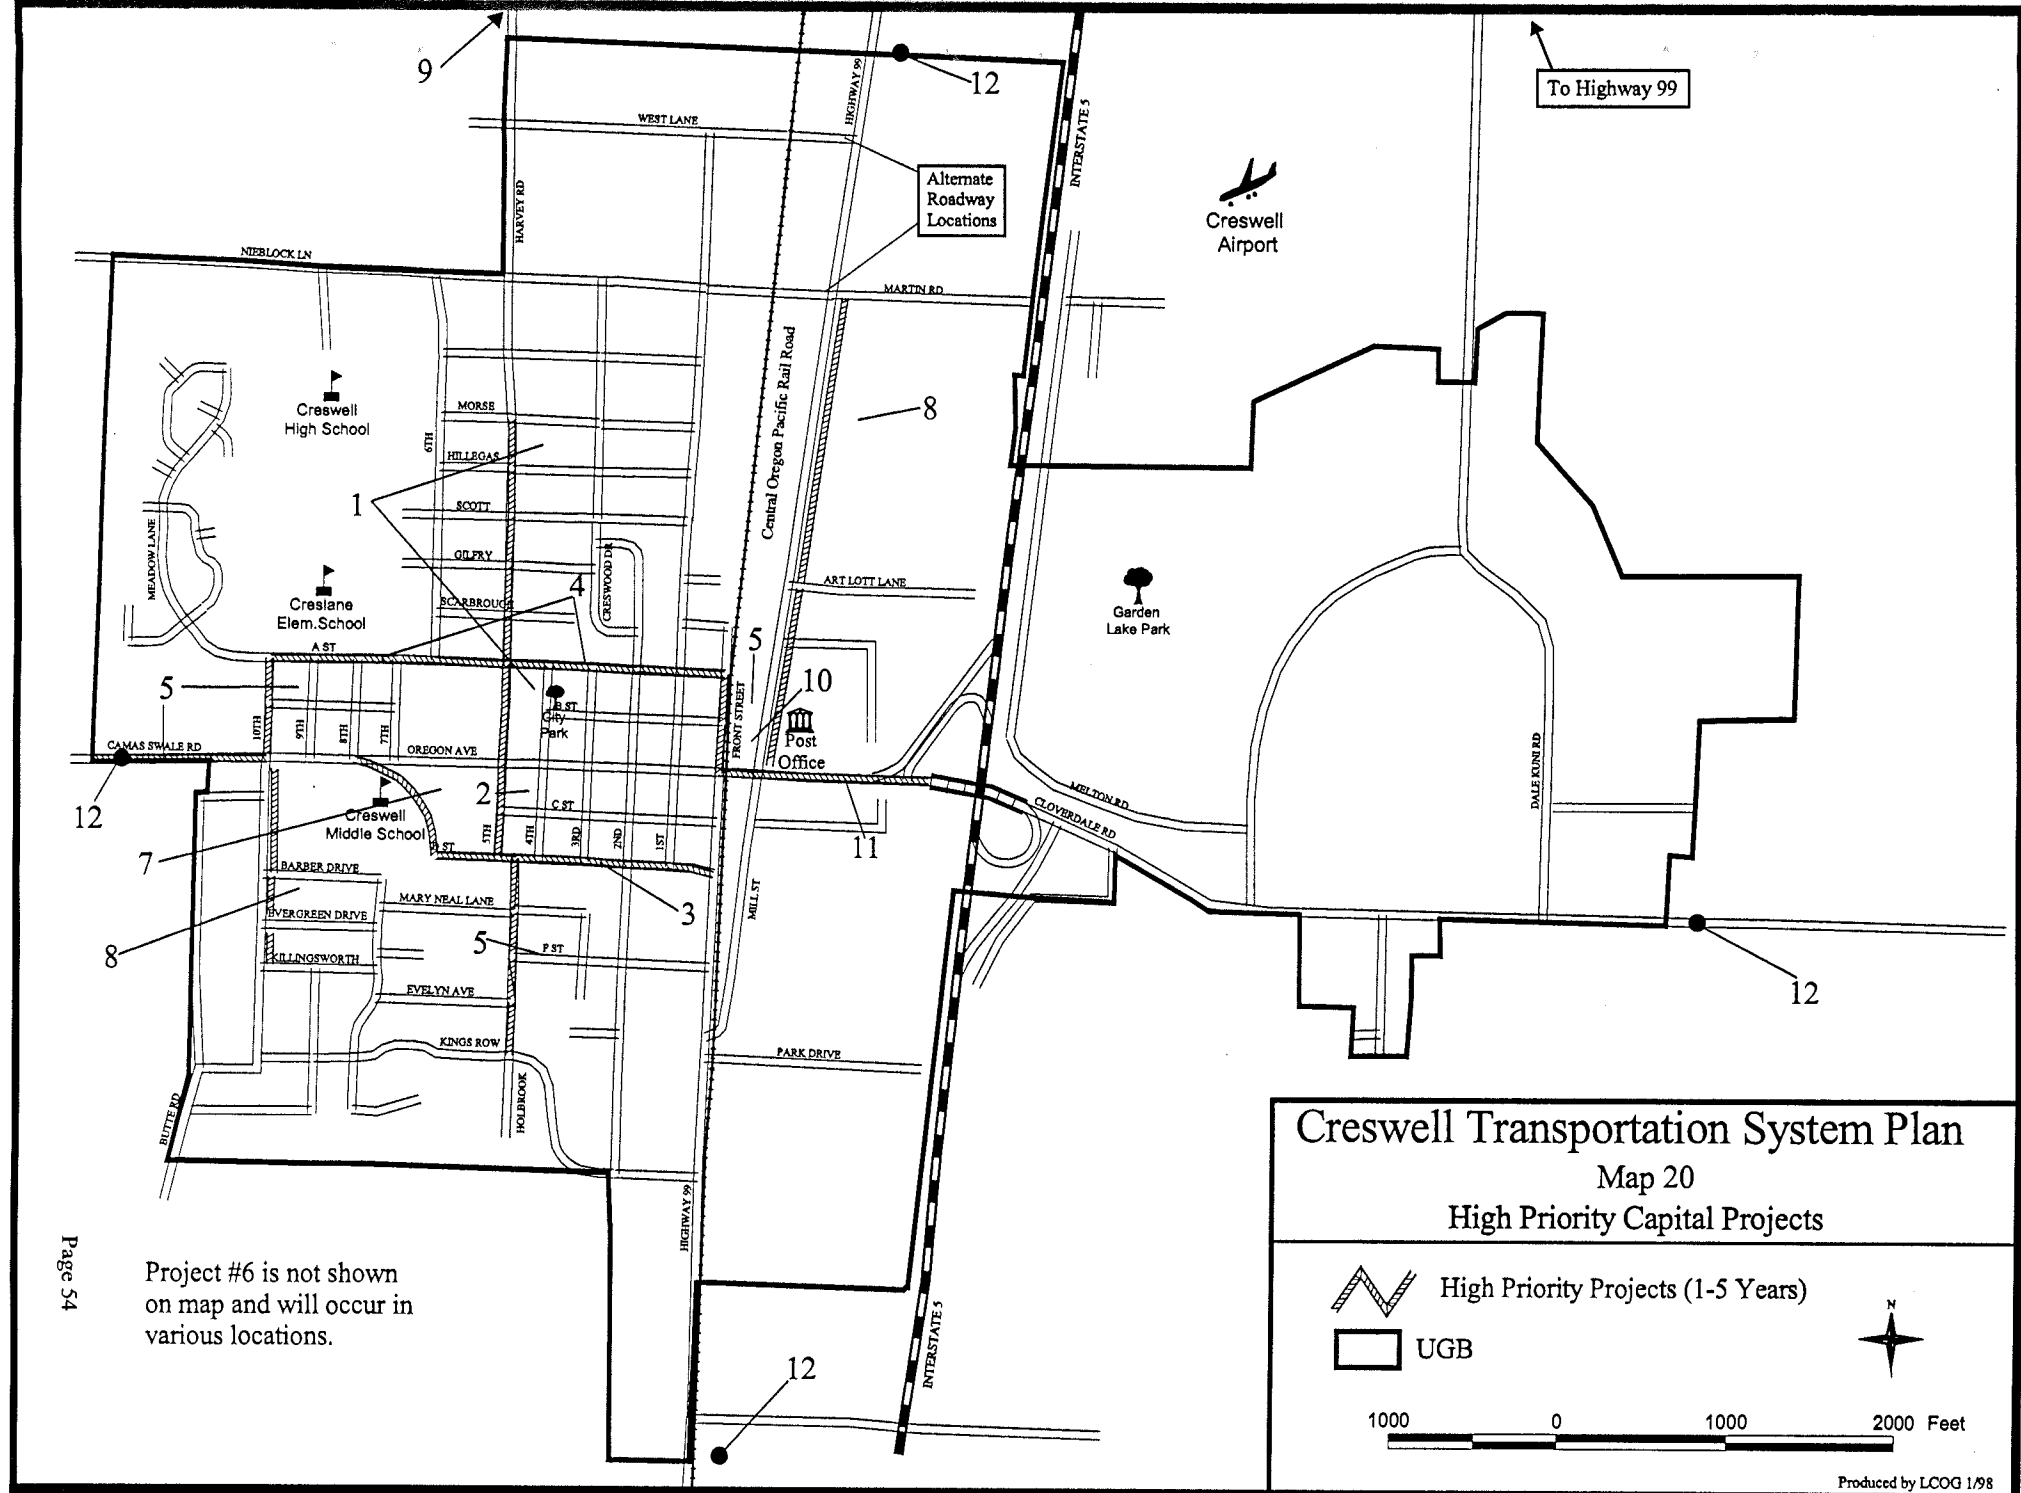 9
12
To Highway 99
HIGHWAY 99
INTERSTATE 5
WEST LANE
Alternate
Roadway
Locations
HARVEY RD
Creswell
Airport
NIEBLOCK LN
MARTIN RD
Central Oregon Pacific Rail Road
Creswell
High School
MORSE
8
6TH
HILLEGAS
1
SCOTT
MEADOW LANE
GILFRY
CRESWOOD DR
4
ART LOTT LANE
Creslane
Elem.School
SCARBROUGH
Garden
Lake Park
A ST
5
5
10
FRONT STREET
B ST
City
Park
Post
Office
10TH
9TH
8TH
7TH
CAMAS SWALE RD
OREGON AVE
DALE KUNI RD
MELTON RD
CLOVERDALE RD
12
2
C ST
Creswell
Middle School
5TH
4TH
3RD
2ND
1ST
11
7
D ST
BARBER DRIVE
MARY NEAL LANE
MILL ST
3
EVERGREEN DRIVE
8
5
F ST
KILLINGSWORTH
12
EVELYN AVE
KINGS ROW
PARK DRIVE
HOLBROOK
BUTTE RD
HIGHWAY 99
INTERSTATE 5
12
Page 54
Project #6 is not shown
on map and will occur in
various locations.
Creswell Transportation System Plan
Map 20
High Priority Capital Projects
High Priority Projects (1-5 Years)
UGB
N
1000 0 1000 2000 Feet
Produced by LCOG 1/98